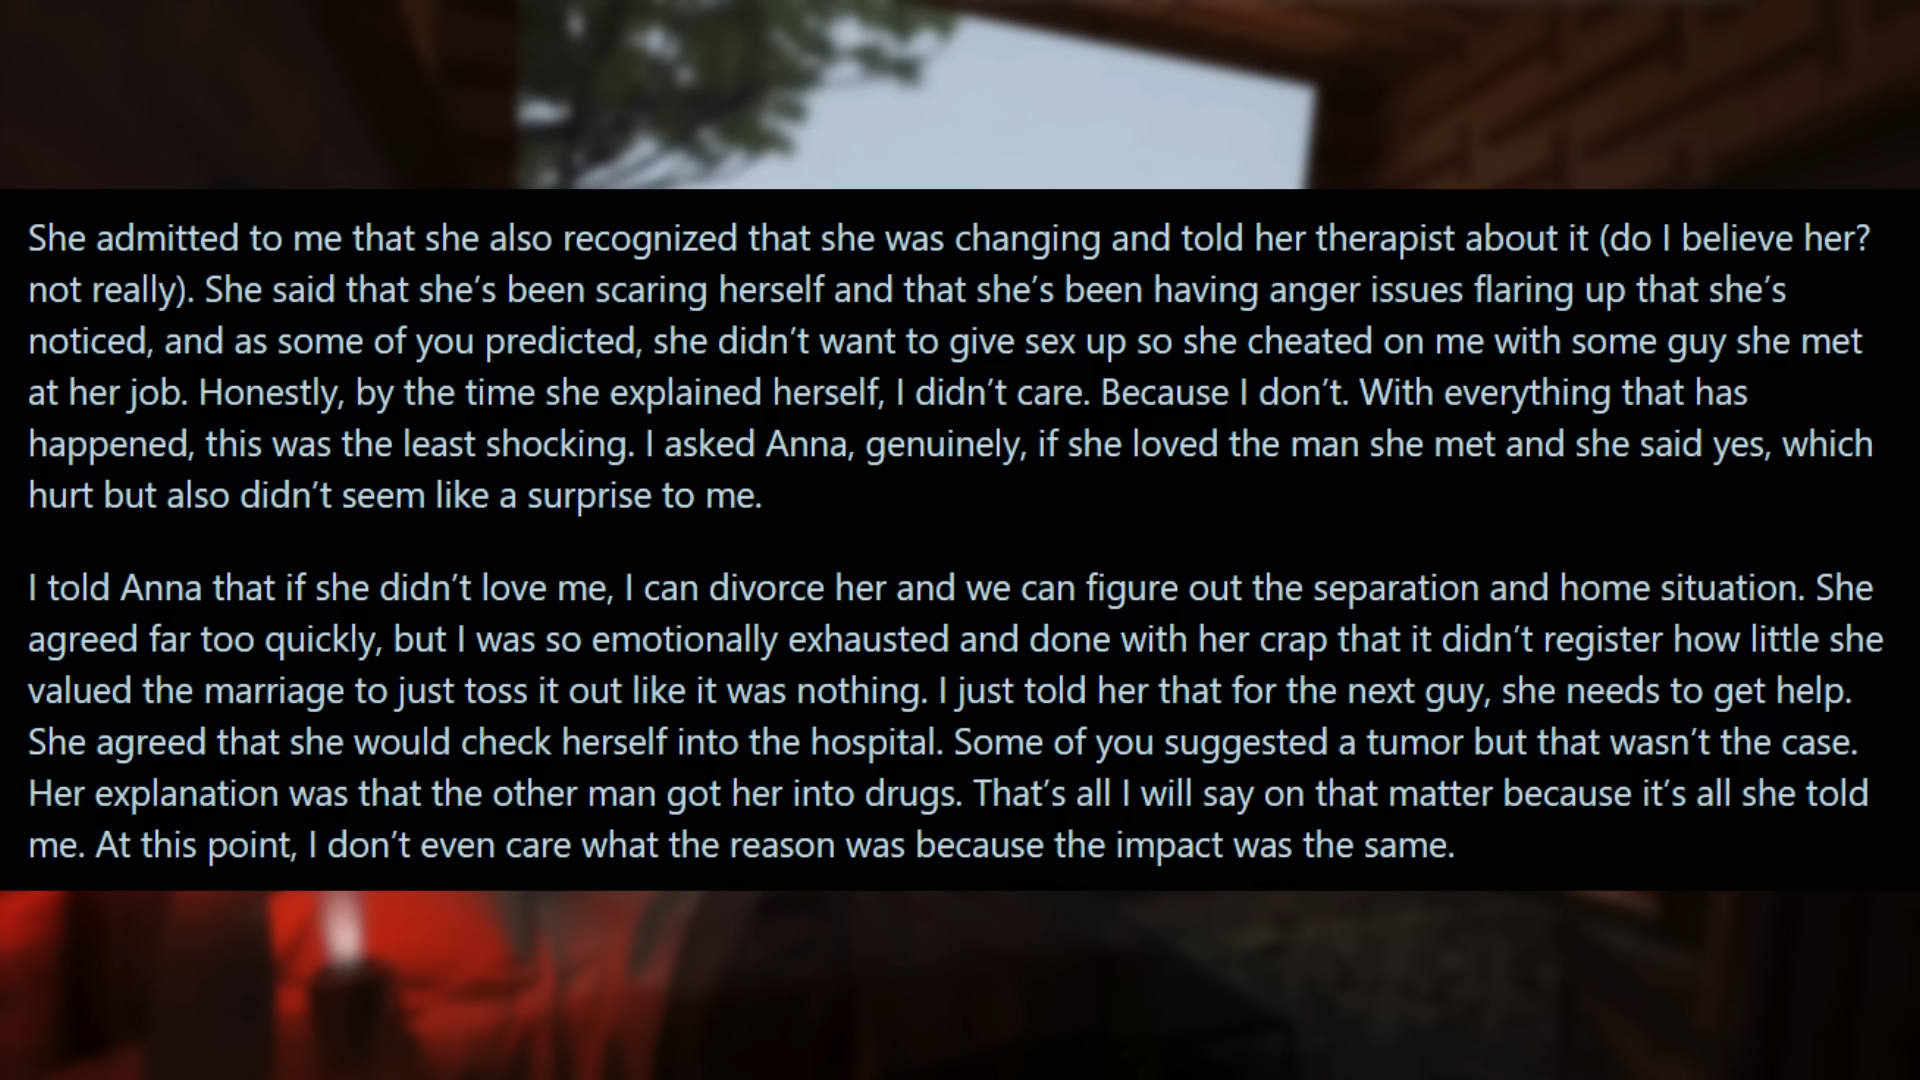 She admitted to me that she also recognized that she was changing and told her therapist about it (do I believe her?
not really). She said that she’s been scaring herself and that she’s been having anger issues flaring up that she’s
noticed, and as some of you predicted, she didn’t want to give sex up so she cheated on me with some guy she met
at her job. Honestly, by the time she explained herself, I didn’t care. Because I don’t. With everything that has
happened, this was the least shocking. I asked Anna, genuinely, if she loved the man she met and she said yes, which
hurt but also didn’t seem like a surprise to me.
I told Anna that if she didn’t love me, I can divorce her and we can figure out the separation and home situation. She
agreed far too quickly, but I was so emotionally exhausted and done with her crap that it didn’t register how little she
valued the marriage to just toss it out like it was nothing. I just told her that for the next guy, she needs to get help.
She agreed that she would check herself into the hospital. Some of you suggested a tumor but that wasn’t the case.
Her explanation was that the other man got her into drugs. That’s all I will say on that matter because it’s all she told
me. At this point, I don’t even care what the reason was because the impact was the same.